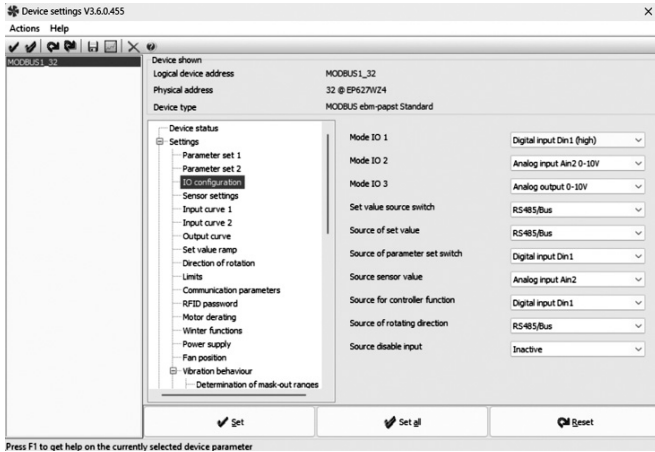 Device settings V3.6.0.455
Actions Help
MODBUS1_32
Device shown
Logical device address MODBUS1_32
Physical address 32 @ EP627WZ4
Device type MODBUS ebm-papst Standard
Device status
Settings
Parameter set 1
Parameter set 2
IO configuration
Sensor settings
Input curve 1
Input curve 2
Output curve
Set value ramp
Direction of rotation
Limits
Communication parameters
RFID password
Motor derating
Winter functions
Power supply
Fan position
Vibration behaviour
Determination of mask-out ranges
Mode IO 1 Digital input Din1 (high)
Mode IO 2 Analog input Ain2 0-10V
Mode IO 3 Analog output 0-10V
Set value source switch RS485/Bus
Source of set value RS485/Bus
Source of parameter set switch Digital input Din1
Source sensor value Analog input Ain2
Source for controller function Digital input Din1
Source of rotating direction RS485/Bus
Source disable input Inactive
Set Set all Reset
Press F1 to get help on the currently selected device parameter